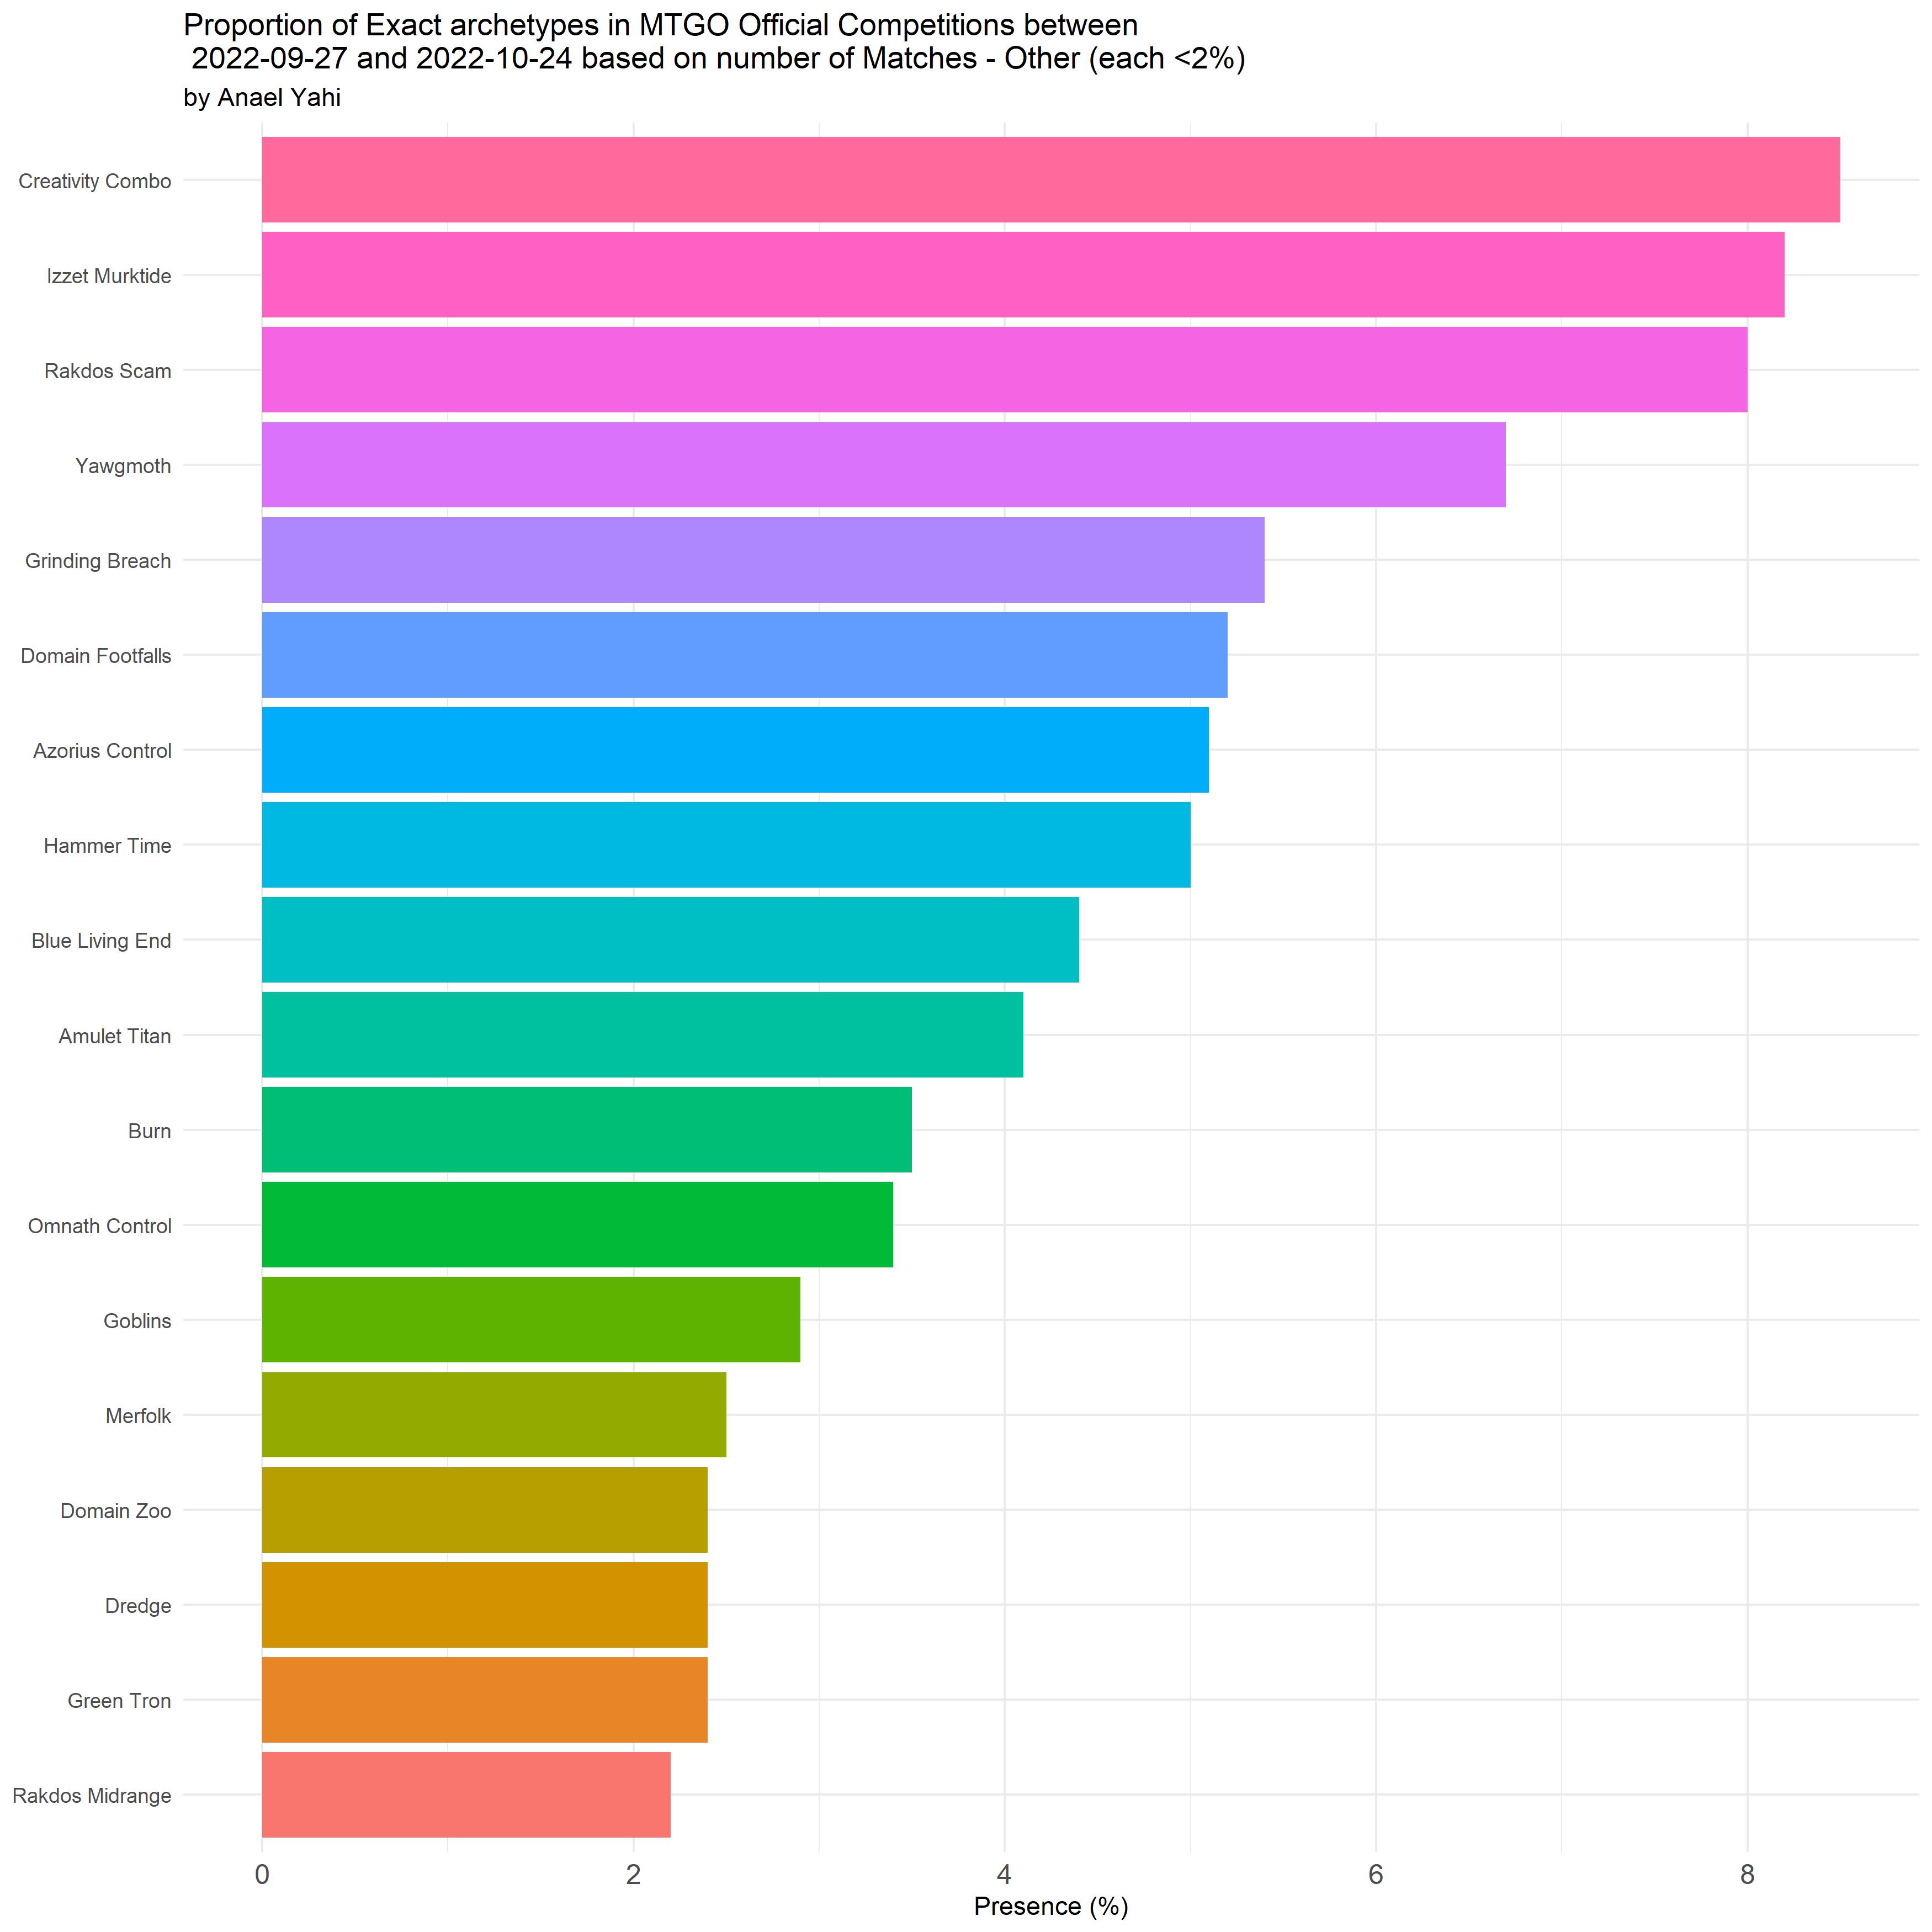 Proportion of Exact archetypes in MTGO Official Competitions between
2022-09-27 and 2022-10-24 based on number of Matches - Other (each <2%)
by Anael Yahi
Creativity Combo
Izzet Murktide
Rakdos Scam
Yawgmoth
Grinding Breach
Domain Footfalls
Azorius Control
Hammer Time
Blue Living End
Amulet Titan
Burn
Omnath Control
Goblins
Merfolk
Domain Zoo
Dredge
Green Tron
Rakdos Midrange
0 2 4 6 8
Presence (%)